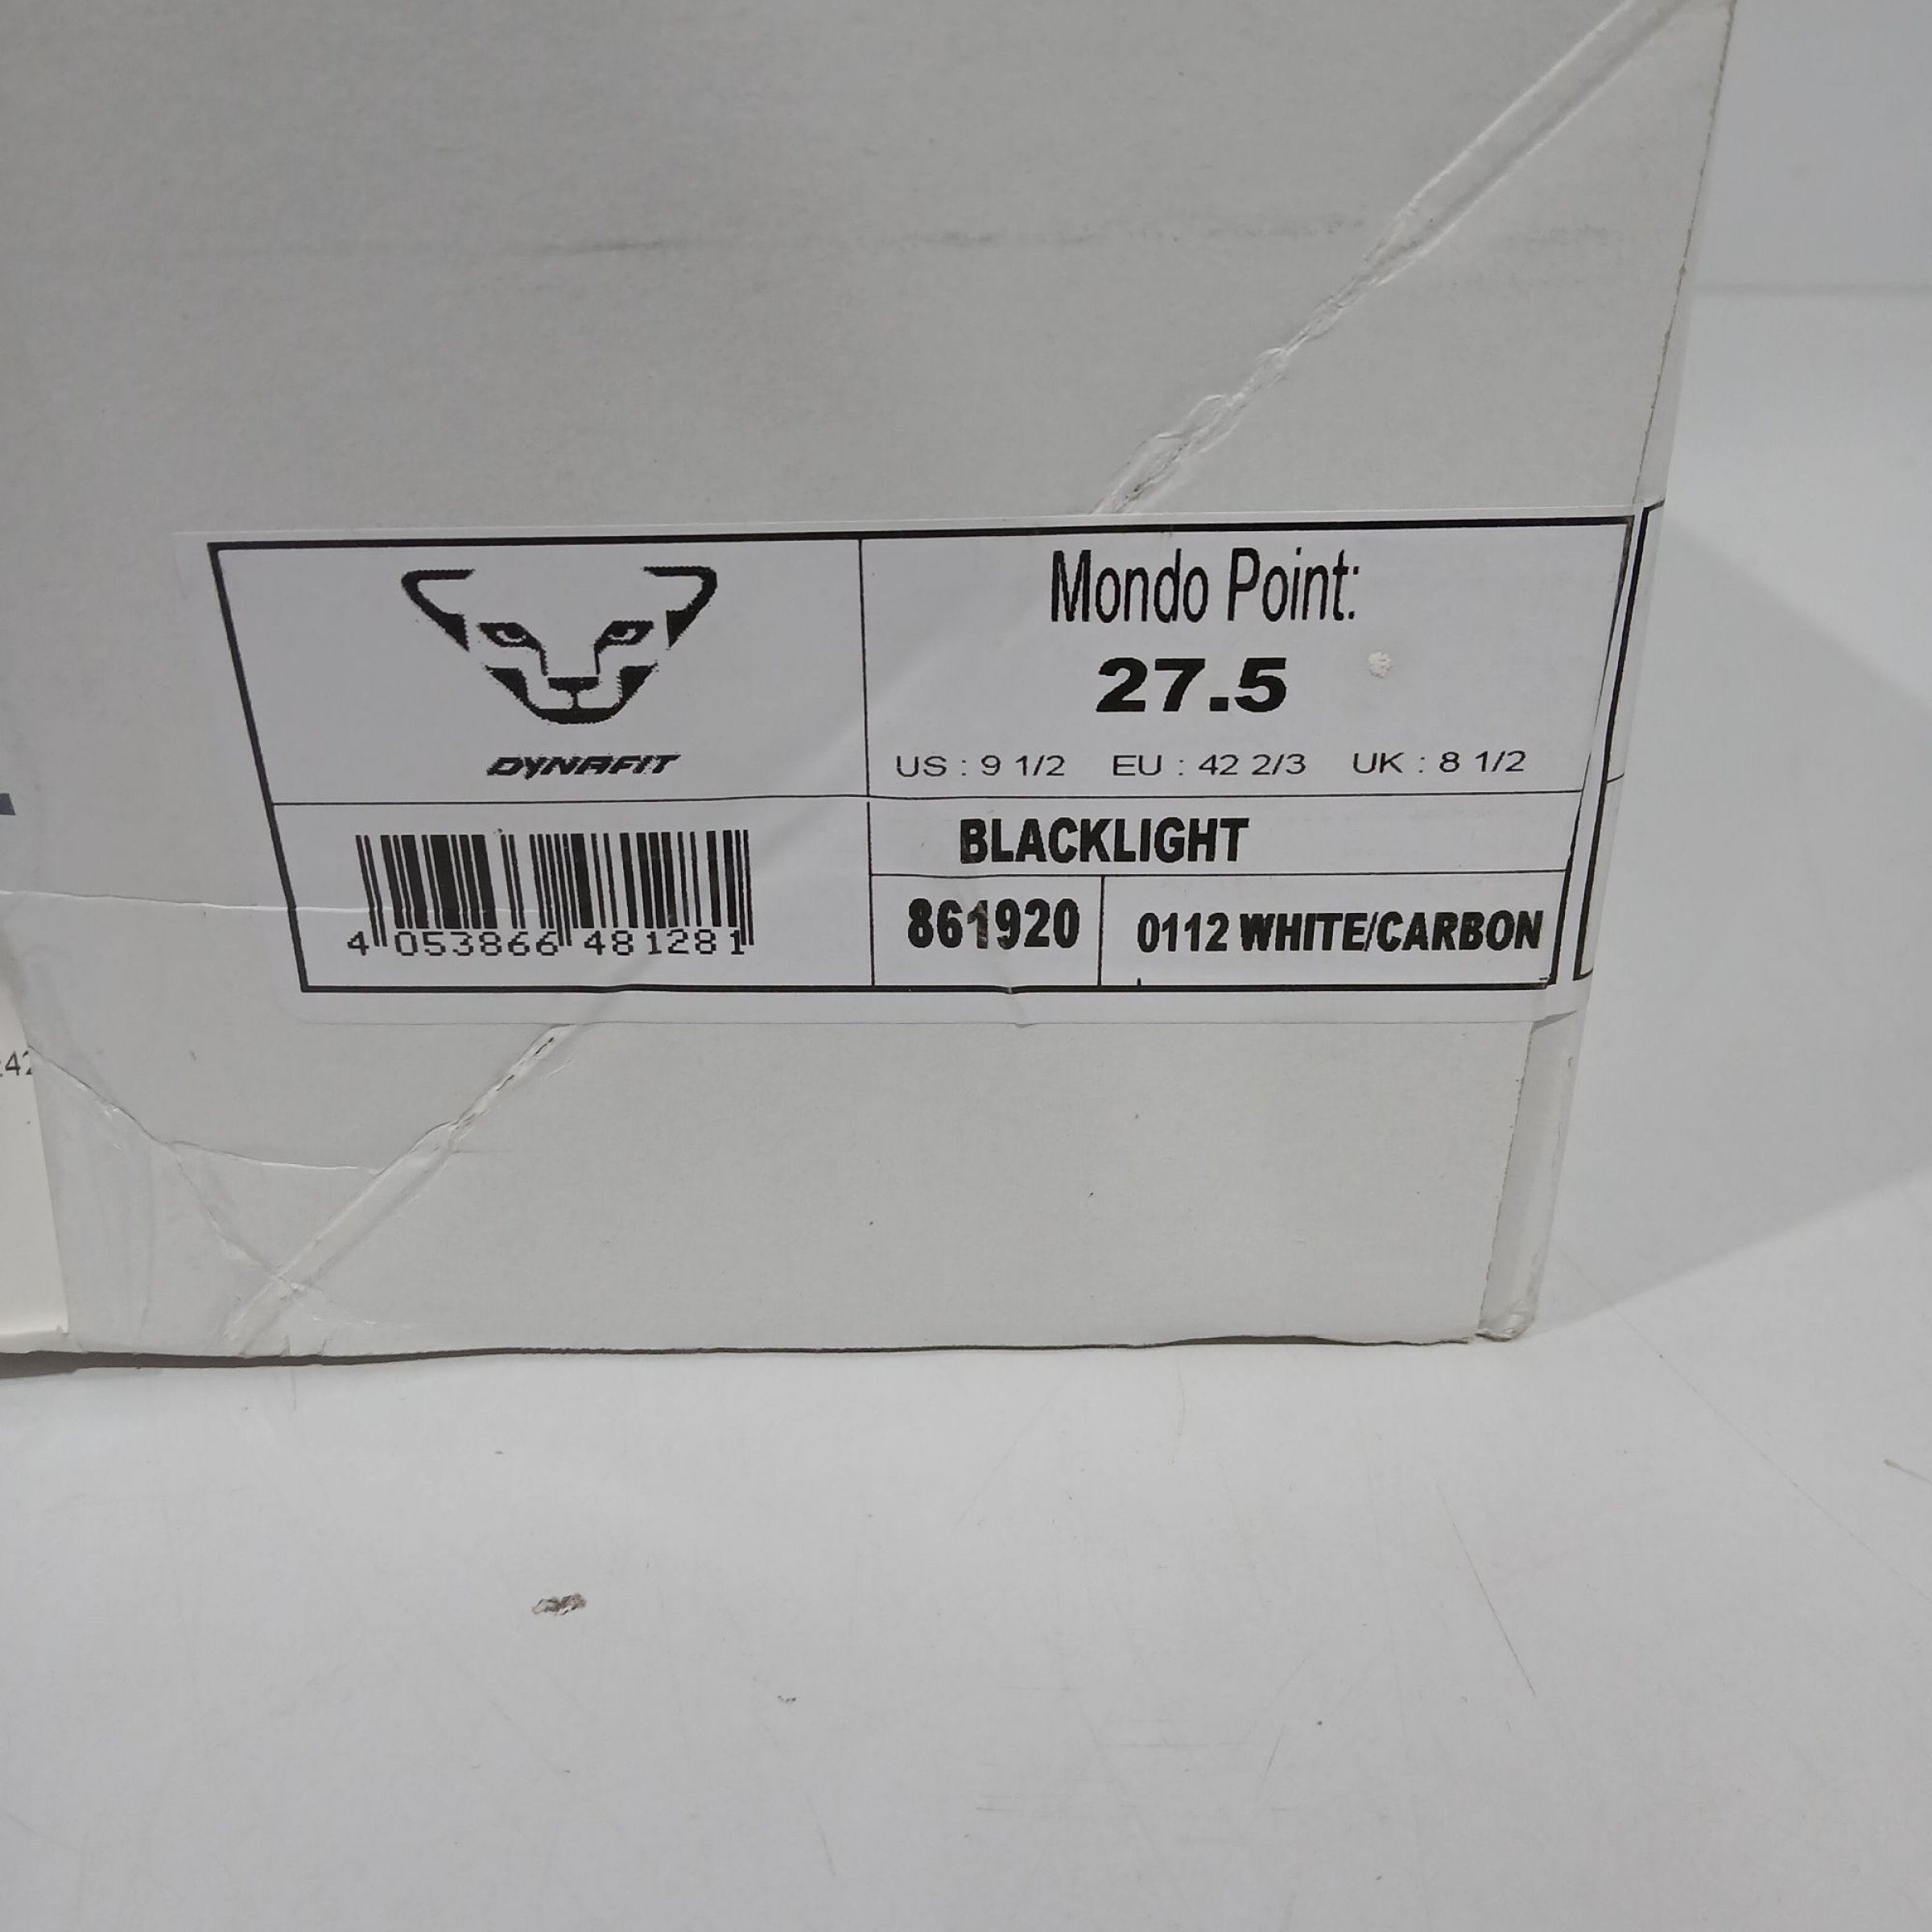 Mondo Point:
27.5
DYNAFIT
US : 9 1/2 EU : 42 2/3 UK : 8 1/2
BLACKLIGHT
4 053866 481281
861920
0112 WHITE/CARBON